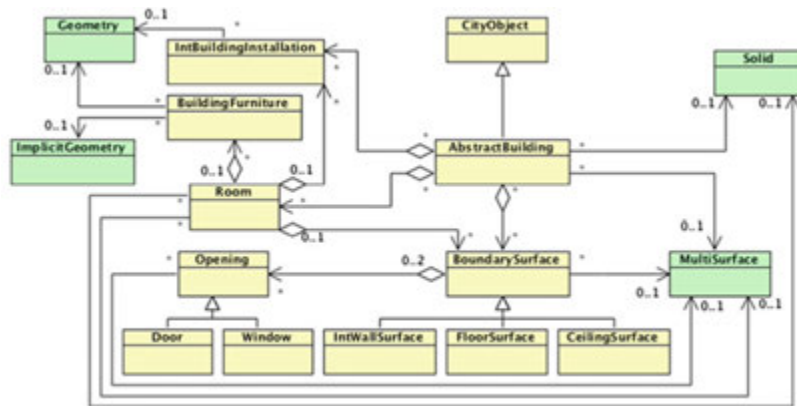 Geometry
0..1
*
IntBuildingInstallation
CityObject
Solid
0..1
*
*
BuildingFurniture
*
*
0..1
0..1
0..1
*
*
ImplicitGeometry
*
0..1
0..1
*
AbstractBuilding
*
Room
*
*
*
*
*
*
0..1
*
*
0..1
Opening
0..2
BoundarySurface
*
MultiSurface
*
*
0..1
0..1
0..1
Door
Window
IntWallSurface
FloorSurface
CeilingSurface